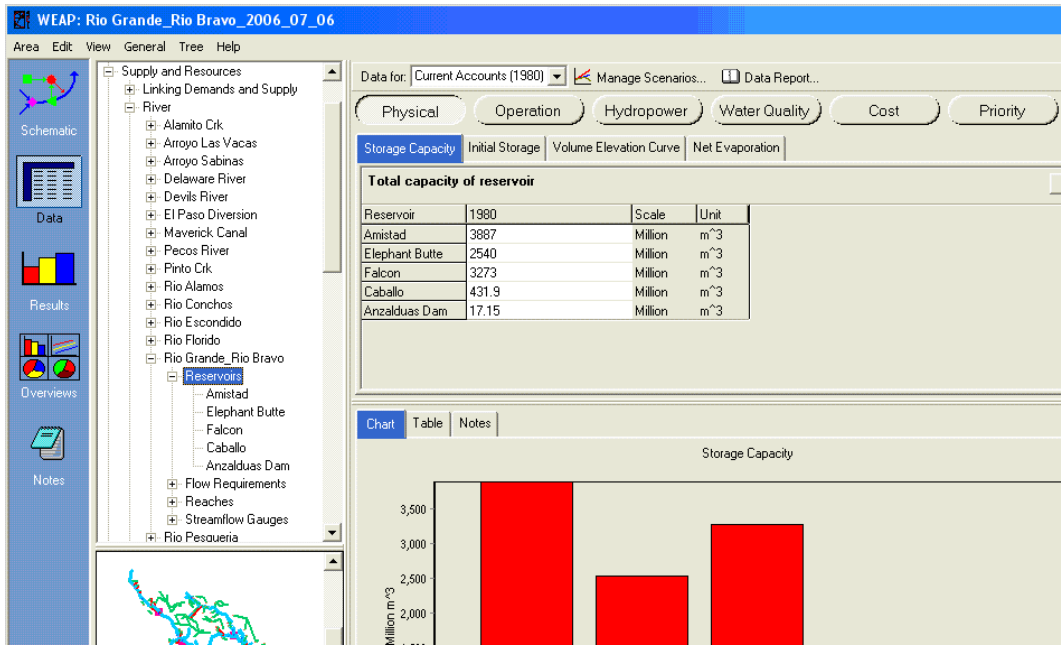 WEAP: Rio Grande_Rio Bravo_2006_07_06
Area Edit View General Tree Help
Schematic
Data
Results
Overviews
Notes
Supply and Resources
Linking Demands and Supply
River
Alamito Crk
Arroyo Las Vacas
Arroyo Sabinas
Delaware River
Devils River
El Paso Diversion
Maverick Canal
Pecos River
Pinto Crk
Rio Alamos
Rio Conchos
Rio Escondido
Rio Florido
Rio Grande_Rio Bravo
Reservoirs
Amistad
Elephant Butte
Falcon
Caballo
Anzalduas Dam
Flow Requirements
Reaches
Streamflow Gauges
Rio Pesqueria
Data for: Current Accounts (1980) Manage Scenarios... Data Report...
Physical Operation Hydropower Water Quality Cost Priority
Storage Capacity Initial Storage Volume Elevation Curve Net Evaporation
Total capacity of reservoir
Reservoir 1980 Scale Unit
Amistad 3887 Million m^3
Elephant Butte 2540 Million m^3
Falcon 3273 Million m^3
Caballo 431.9 Million m^3
Anzalduas Dam 17.15 Million m^3
Chart Table Notes
Storage Capacity
3,500
3,000
2,500
2,000
Million m^3